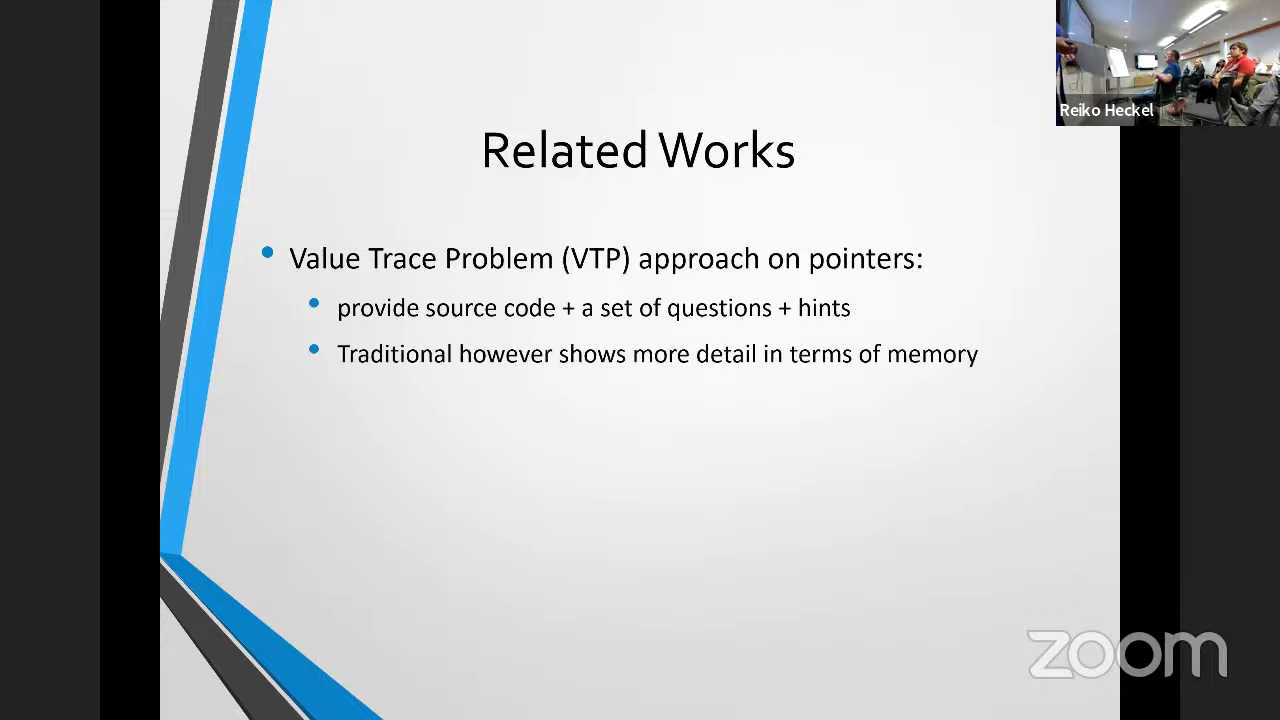 Related Works
Value Trace Problem (VTP) approach on pointers:
provide source code + a set of questions + hints
Traditional however shows more detail in terms of memory
Reiko Heckel
zoom